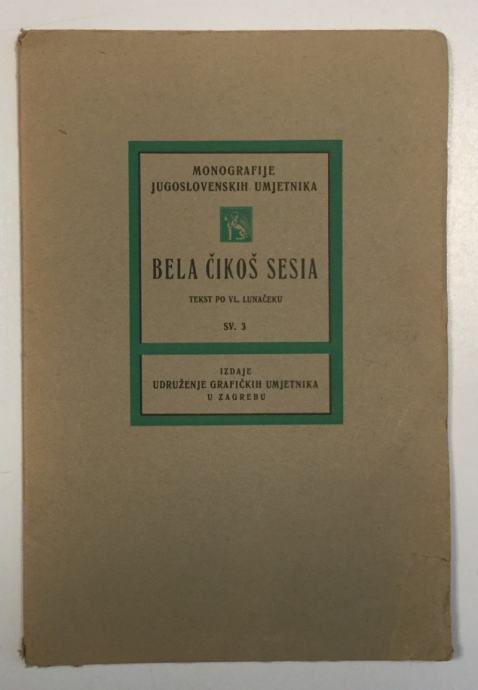 MONOGRAFIJE
JUGOSLOVENSKIH UMJETNIKA
BELA ČIKOŠ SESIA
TEKST PO VL. LUNAČEKU
SV. 3
IZDAJE
UDRUŽENJE GRAFIČKIH UMJETNIKA
U ZAGREBU